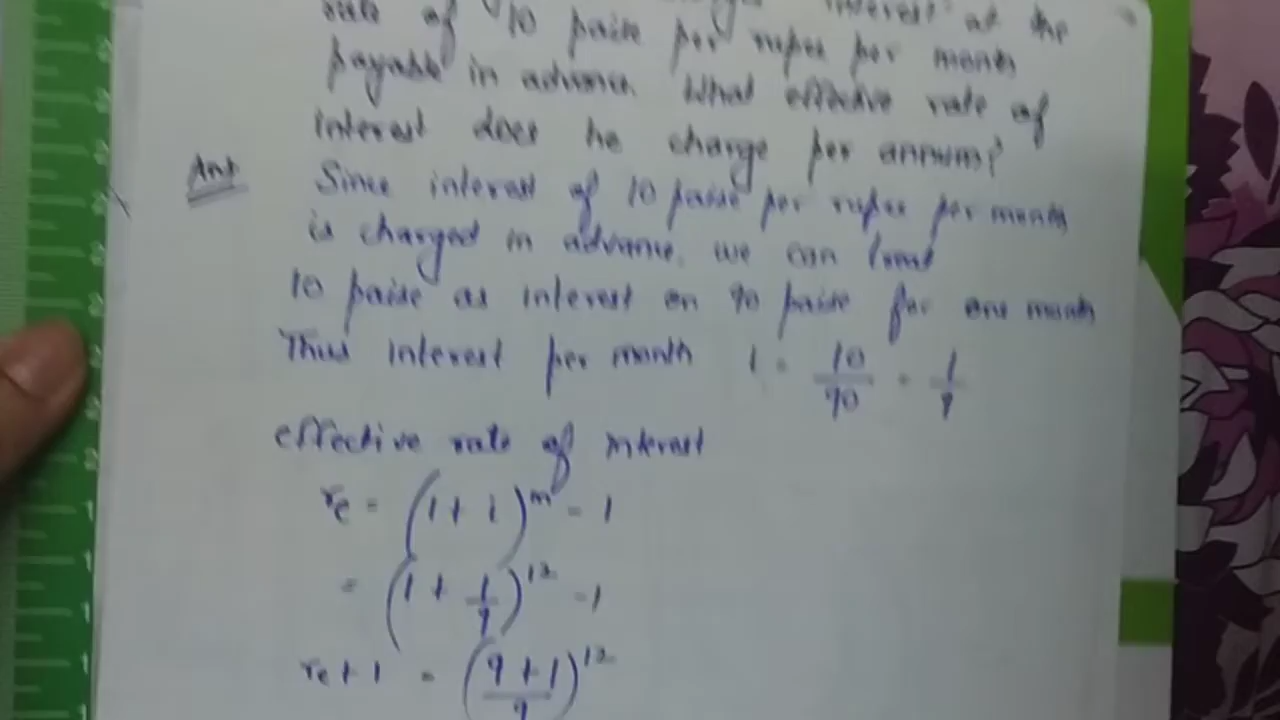 interest at the
rate of 10 paise per rupee per month
payable in advance. What effective rate of
interest does he charge per annum?
Ans Since interest of 10 paise per rupee per month
is charged in advance, we can treat
10 paise as interest on 90 paise for one month
Thus interest per month i = 10/90 = 1/9
effective rate of interest
re = (1 + i)^m - 1
= (1 + 1/9)^12 - 1
re + 1 = (9 + 1/9)^12